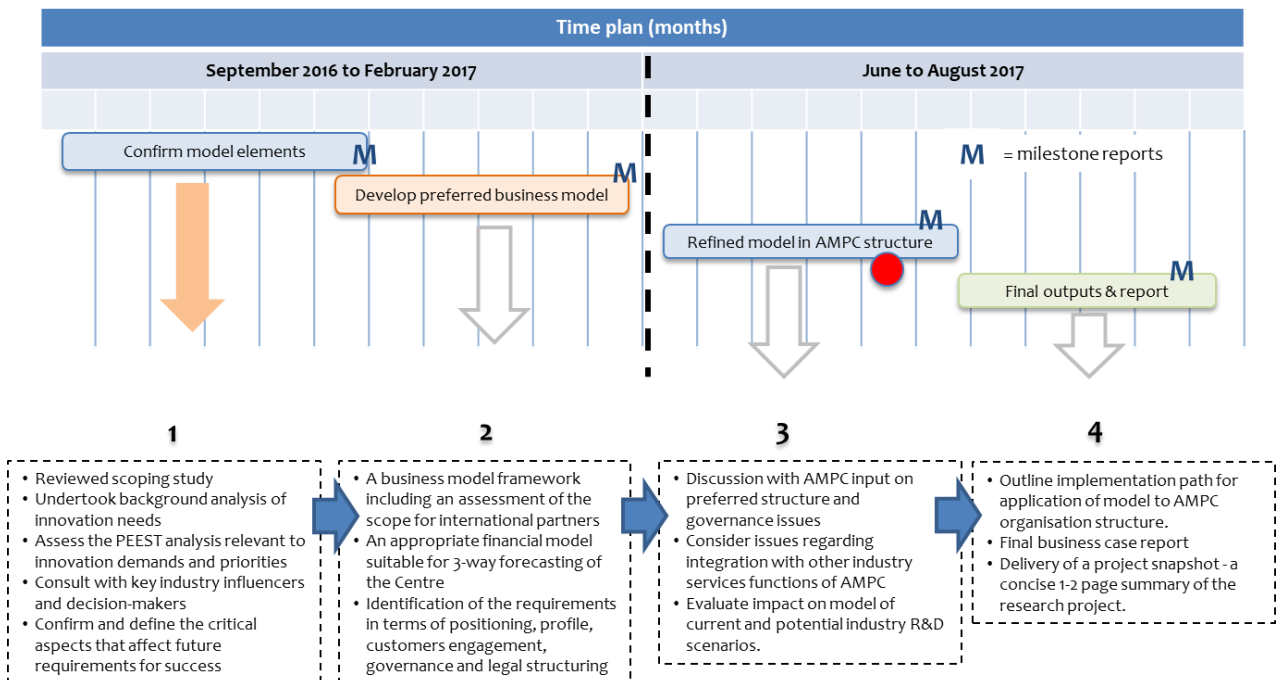 Time plan (months)
September 2016 to February 2017
June to August 2017
Confirm model elements
M
M
= milestone reports
Develop preferred business model
M
Refined model in AMPC structure
M
Final outputs & report
M
1
2
3
4
• Reviewed scoping study
• Undertook background analysis of
innovation needs
• Assess the PEEST analysis relevant to
innovation demands and priorities
• Consult with key industry influencers
and decision-makers
• Confirm and define the critical
aspects that affect future
requirements for success
• A business model framework
including an assessment of the
scope for international partners
• An appropriate financial model
suitable for 3-way forecasting of
the Centre
• Identification of the requirements
in terms of positioning, profile,
customers engagement,
governance and legal structuring
• Discussion with AMPC input on
preferred structure and
governance issues
• Consider issues regarding
integration with other industry
services functions of AMPC
• Evaluate impact on model of
current and potential industry R&D
scenarios.
• Outline implementation path for
application of model to AMPC
organisation structure.
• Final business case report
• Delivery of a project snapshot - a
concise 1-2 page summary of the
research project.